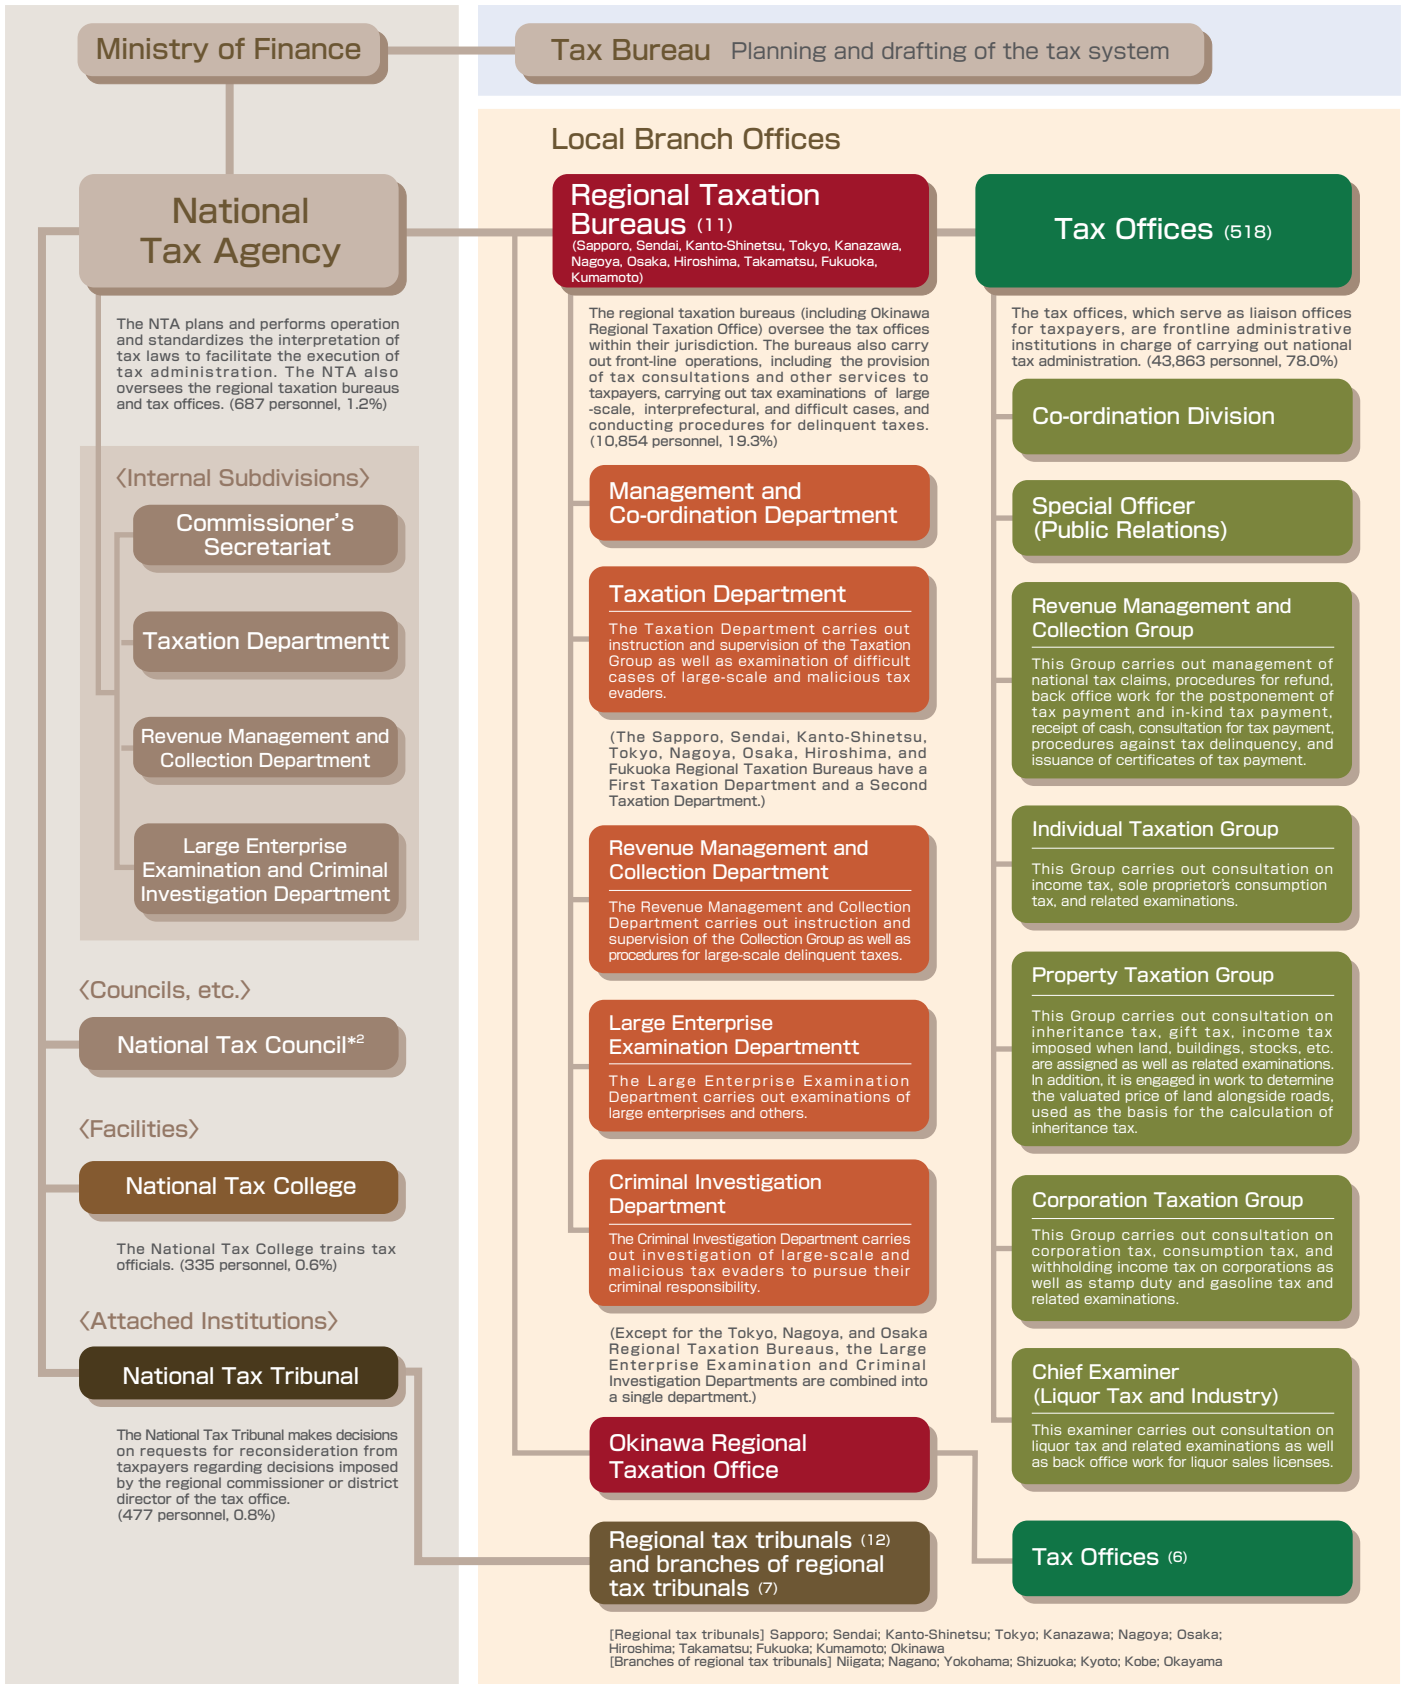 Ministry of Finance
Tax Bureau Planning and drafting of the tax system
National
Tax Agency
The NTA plans and performs operation
and standardizes the interpretation of
tax laws to facilitate the execution of
tax administration. The NTA also
oversees the regional taxation bureaus
and tax offices. (687 personnel, 1.2%)
〈Internal Subdivisions〉
Commissioner's
Secretariat
Taxation Departmentt
Revenue Management and
Collection Department
Large Enterprise
Examination and Criminal
Investigation Department
〈Councils, etc.〉
National Tax Council*2
〈Facilities〉
National Tax College
The National Tax College trains tax
officials. (335 personnel, 0.6%)
〈Attached Institutions〉
National Tax Tribunal
The National Tax Tribunal makes decisions
on requests for reconsideration from
taxpayers regarding decisions imposed
by the regional commissioner or district
director of the tax office.
(477 personnel, 0.8%)
Local Branch Offices
Regional Taxation
Bureaus (11)
(Sapporo, Sendai, Kanto-Shinetsu, Tokyo, Kanazawa,
Nagoya, Osaka, Hiroshima, Takamatsu, Fukuoka,
Kumamoto)
The regional taxation bureaus (including Okinawa
Regional Taxation Office) oversee the tax offices
within their jurisdiction. The bureaus also carry
out front-line operations, including the provision
of tax consultations and other services to
taxpayers, carrying out tax examinations of large
-scale, interprefectural, and difficult cases, and
conducting procedures for delinquent taxes.
(10,854 personnel, 19.3%)
Management and
Co-ordination Department
Taxation Department
The Taxation Department carries out
instruction and supervision of the Taxation
Group as well as examination of difficult
cases of large-scale and malicious tax
evaders.
(The Sapporo, Sendai, Kanto-Shinetsu,
Tokyo, Nagoya, Osaka, Hiroshima, and
Fukuoka Regional Taxation Bureaus have a
First Taxation Department and a Second
Taxation Department.)
Revenue Management and
Collection Department
The Revenue Management and Collection
Department carries out instruction and
supervision of the Collection Group as well as
procedures for large-scale delinquent taxes.
Large Enterprise
Examination Departmentt
The Large Enterprise Examination
Department carries out examinations of
large enterprises and others.
Criminal Investigation
Department
The Criminal Investigation Department carries
out investigation of large-scale and
malicious tax evaders to pursue their
criminal responsibility.
(Except for the Tokyo, Nagoya, and Osaka
Regional Taxation Bureaus, the Large
Enterprise Examination and Criminal
Investigation Departments are combined into
a single department.)
Okinawa Regional
Taxation Office
Regional tax tribunals (12)
and branches of regional
tax tribunals (7)
Tax Offices (518)
The tax offices, which serve as liaison offices
for taxpayers, are frontline administrative
institutions in charge of carrying out national
tax administration. (43,863 personnel, 78.0%)
Co-ordination Division
Special Officer
(Public Relations)
Revenue Management and
Collection Group
This Group carries out management of
national tax claims, procedures for refund,
back office work for the postponement of
tax payment and in-kind tax payment,
receipt of cash, consultation for tax payment,
procedures against tax delinquency, and
issuance of certificates of tax payment.
Individual Taxation Group
This Group carries out consultation on
income tax, sole proprietor's consumption
tax, and related examinations.
Property Taxation Group
This Group carries out consultation on
inheritance tax, gift tax, income tax
imposed when land, buildings, stocks, etc.
are assigned as well as related examinations.
In addition, it is engaged in work to determine
the valuated price of land alongside roads,
used as the basis for the calculation of
inheritance tax.
Corporation Taxation Group
This Group carries out consultation on
corporation tax, consumption tax, and
withholding income tax on corporations as
well as stamp duty and gasoline tax and
related examinations.
Chief Examiner
(Liquor Tax and Industry)
This examiner carries out consultation on
liquor tax and related examinations as well
as back office work for liquor sales licenses.
Tax Offices (6)
[Regional tax tribunals] Sapporo; Sendai; Kanto-Shinetsu; Tokyo; Kanazawa; Nagoya; Osaka;
Hiroshima; Takamatsu; Fukuoka; Kumamoto; Okinawa
[Branches of regional tax tribunals] Niigata; Nagano; Yokohama; Shizuoka; Kyoto; Kobe; Okayama